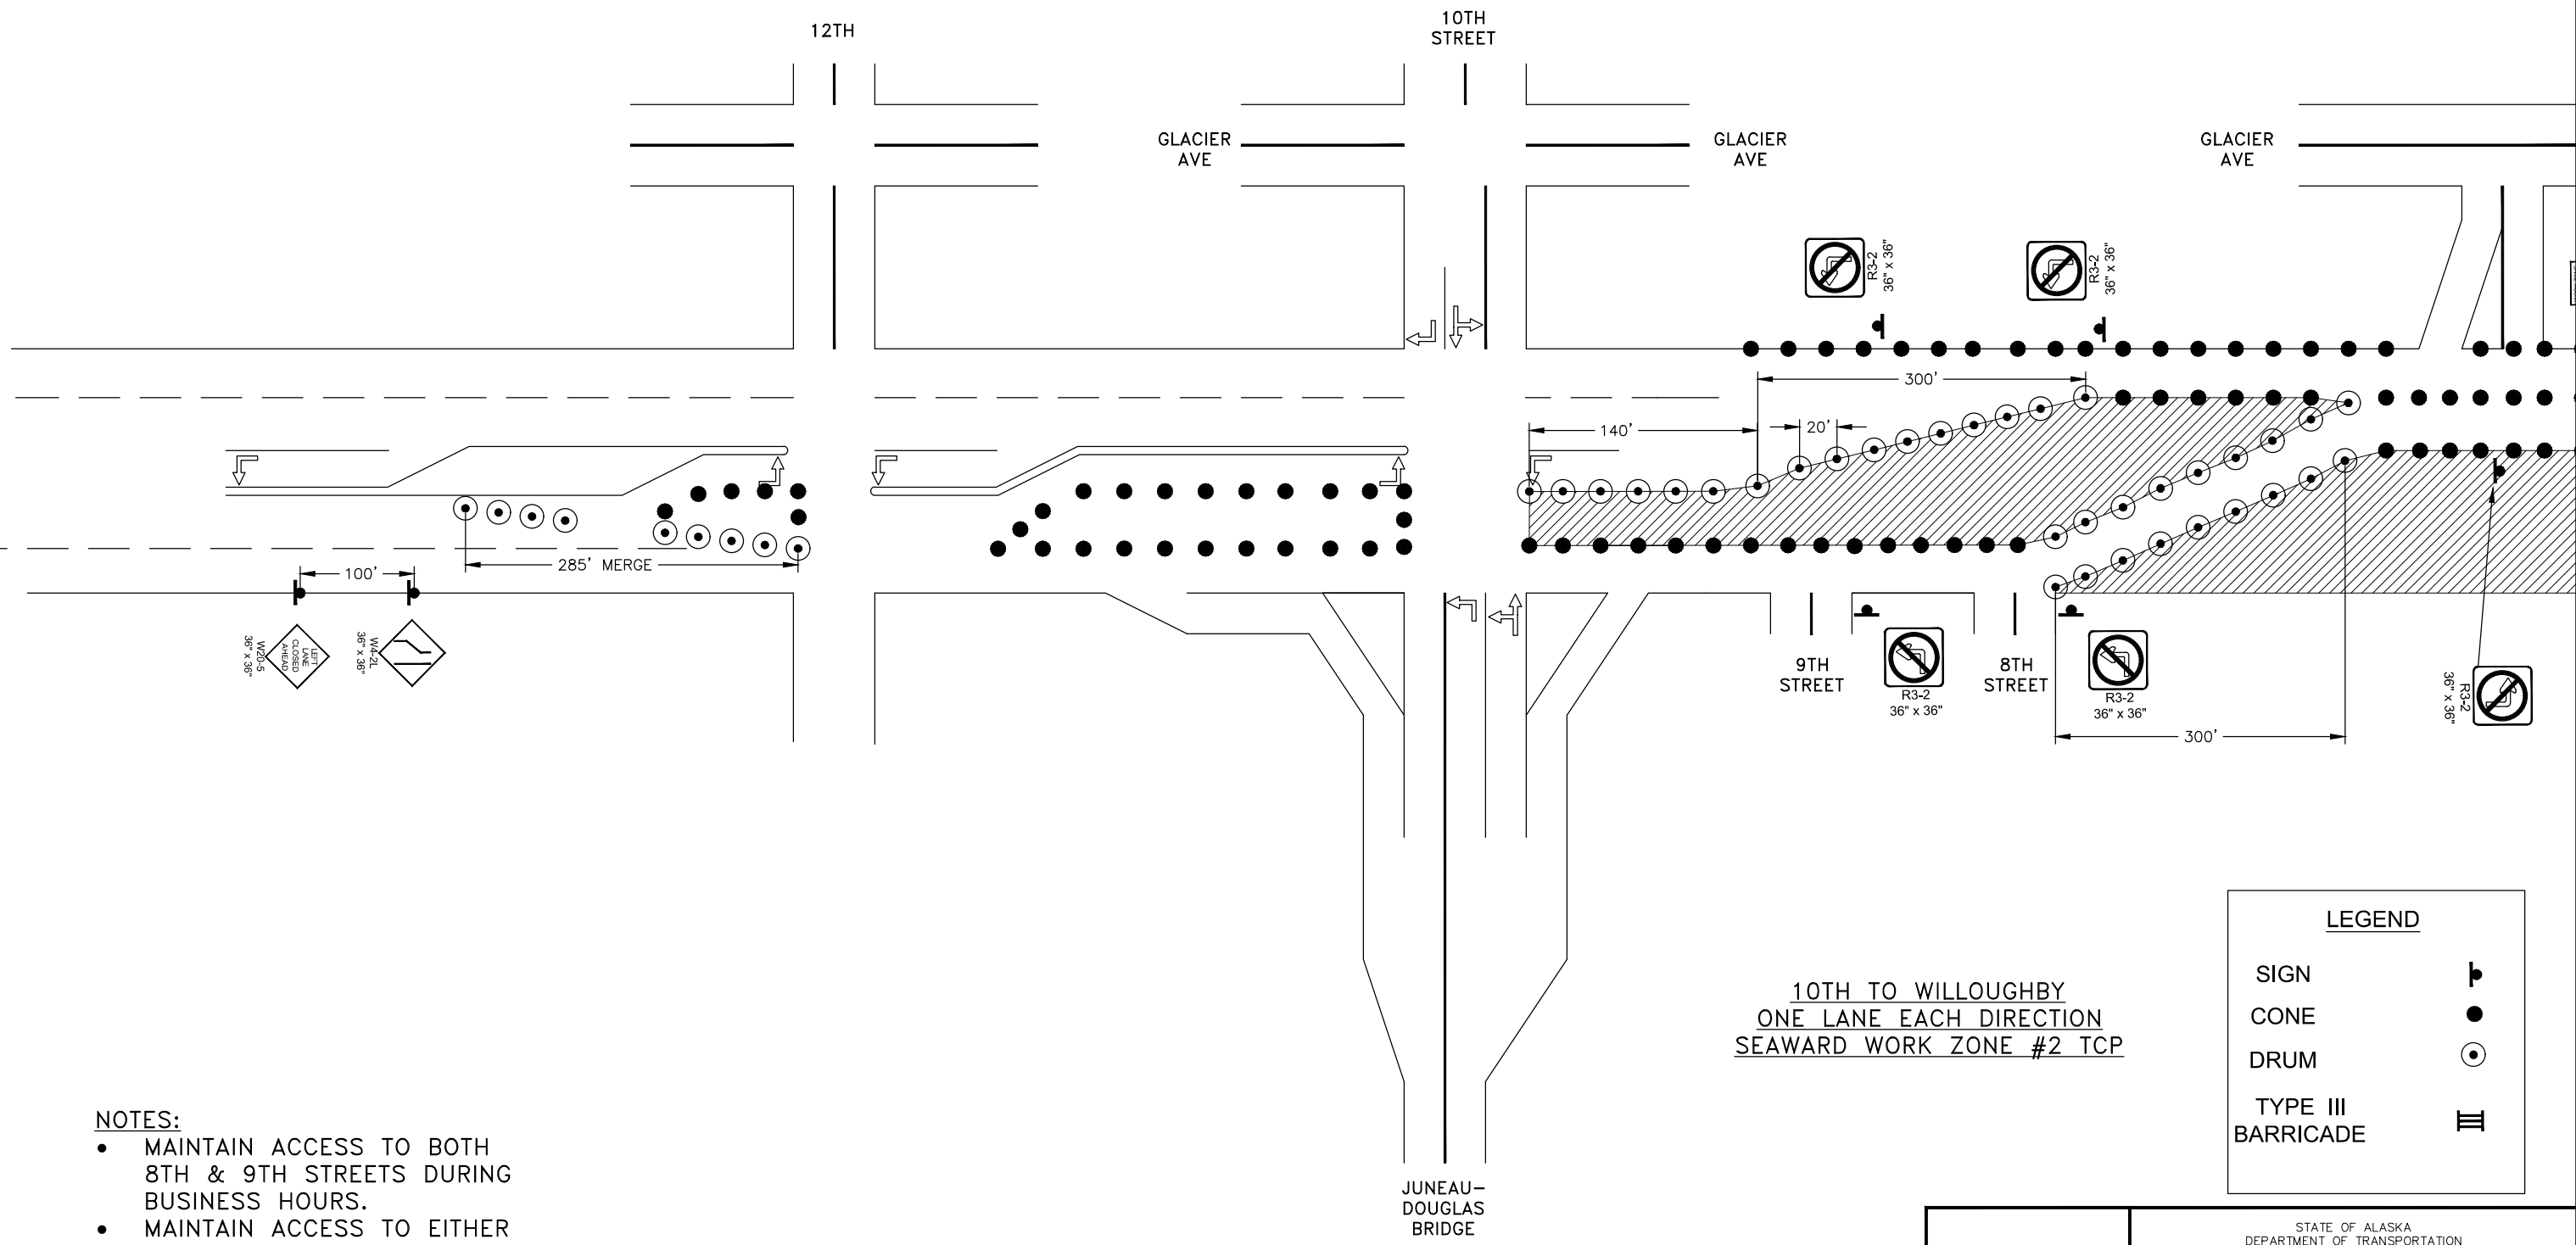 12TH
10TH
STREET
GLACIER
AVE
GLACIER
AVE
GLACIER
AVE
R3-2
36" x 36"
R3-2
36" x 36"
300'
140'
20'
285' MERGE
100'
LEFT
LANE
CLOSED
AHEAD
W20-5
36" x 36"
W4-2L
36" x 36"
9TH
STREET
8TH
STREET
R3-2
36" x 36"
R3-2
36" x 36"
R3-2
36" x 36"
300'
10TH TO WILLOUGHBY
ONE LANE EACH DIRECTION
SEAWARD WORK ZONE #2 TCP
LEGEND
SIGN
CONE
DRUM
TYPE III
BARRICADE
NOTES:
• MAINTAIN ACCESS TO BOTH
8TH & 9TH STREETS DURING
BUSINESS HOURS.
• MAINTAIN ACCESS TO EITHER
JUNEAU-
DOUGLAS
BRIDGE
STATE OF ALASKA
DEPARTMENT OF TRANSPORTATION